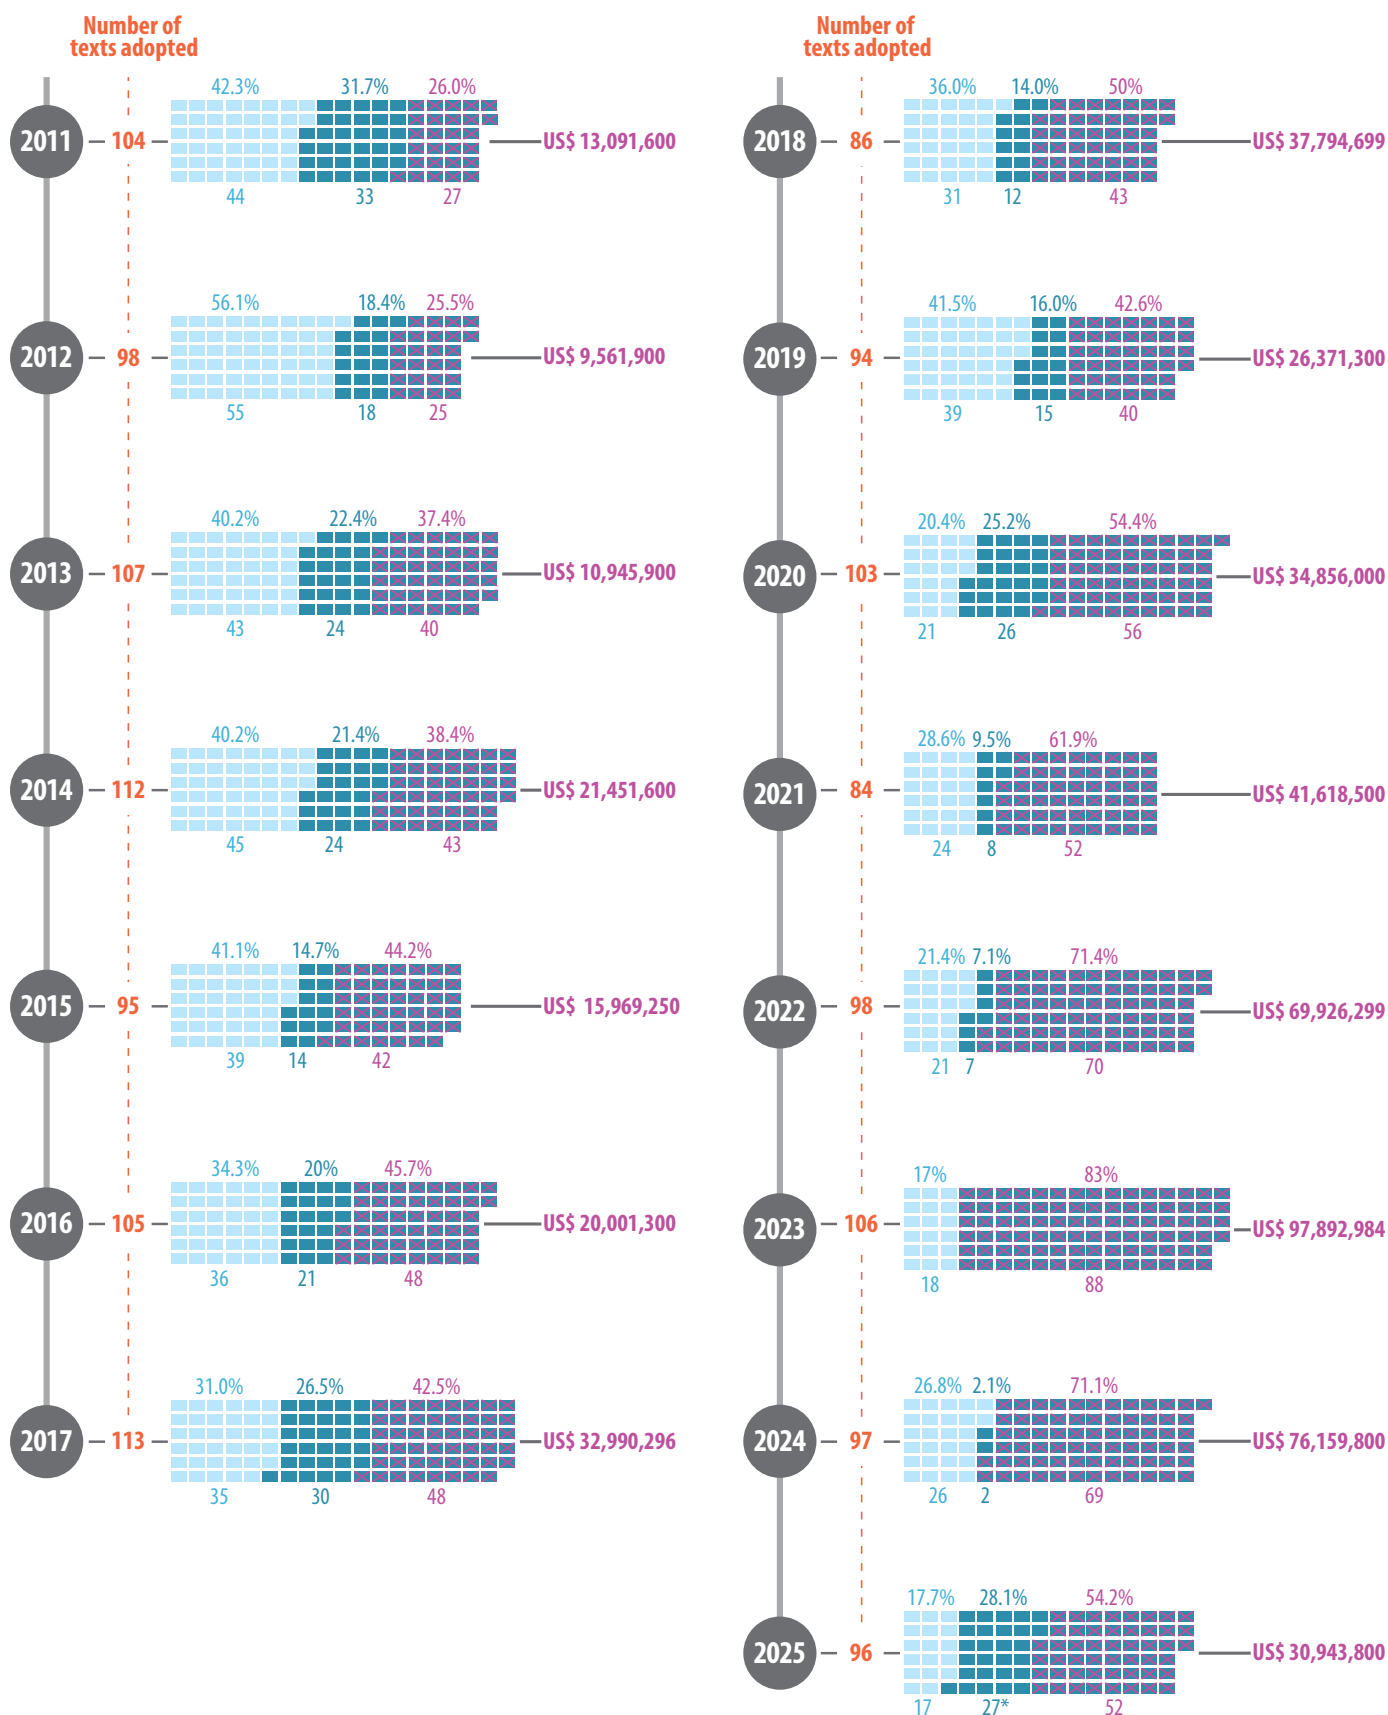 Number of
texts adopted
42.3% 31.7% 26.0%
2011 104 US$ 13,091,600
44 33 27
56.1% 18.4% 25.5%
2012 98 US$ 9,561,900
55 18 25
40.2% 22.4% 37.4%
2013 107 US$ 10,945,900
43 24 40
40.2% 21.4% 38.4%
2014 112 US$ 21,451,600
45 24 43
41.1% 14.7% 44.2%
2015 95 US$ 15,969,250
39 14 42
34.3% 20% 45.7%
2016 105 US$ 20,001,300
36 21 48
31.0% 26.5% 42.5%
2017 113 US$ 32,990,296
35 30 48
Number of
texts adopted
36.0% 14.0% 50%
2018 86 US$ 37,794,699
31 12 43
41.5% 16.0% 42.6%
2019 94 US$ 26,371,300
39 15 40
20.4% 25.2% 54.4%
2020 103 US$ 34,856,000
21 26 56
28.6% 9.5% 61.9%
2021 84 US$ 41,618,500
24 8 52
21.4% 7.1% 71.4%
2022 98 US$ 69,926,299
21 7 70
17% 83%
2023 106 US$ 97,892,984
18 88
26.8% 2.1% 71.1%
2024 97 US$ 76,159,800
26 2 69
17.7% 28.1% 54.2%
2025 96 US$ 30,943,800
17 27* 52